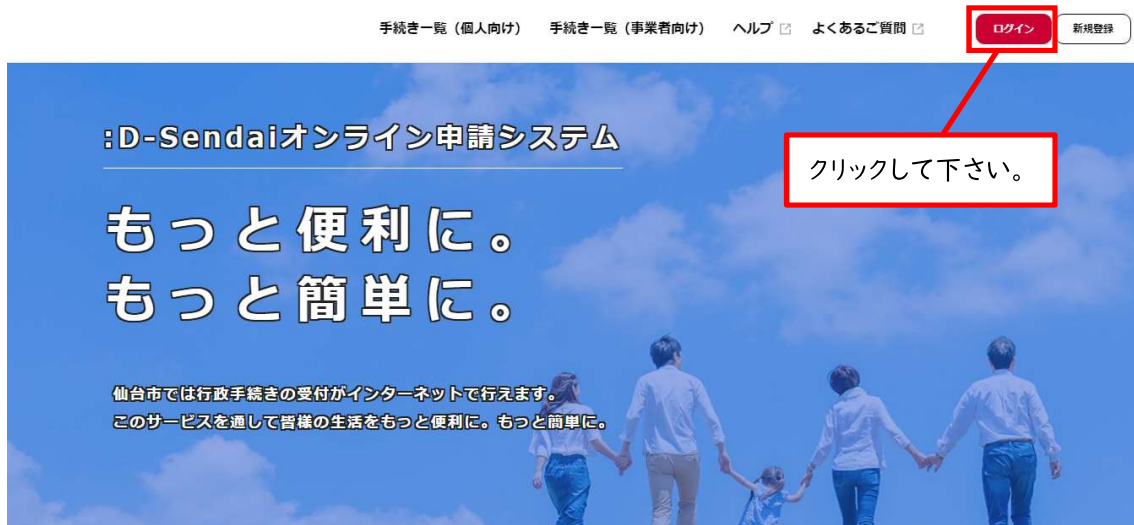 手続き一覧（個人向け） 手続き一覧（事業者向け） ヘルプ よくあるご質問 ログイン 新規登録
:D-Sendaiオンライン申請システム
クリックして下さい。
もっと便利に。
もっと簡単に。
仙台市では行政手続きの受付がインターネットで行えます。
このサービスを通して皆様の生活をもっと便利に。もっと簡単に。